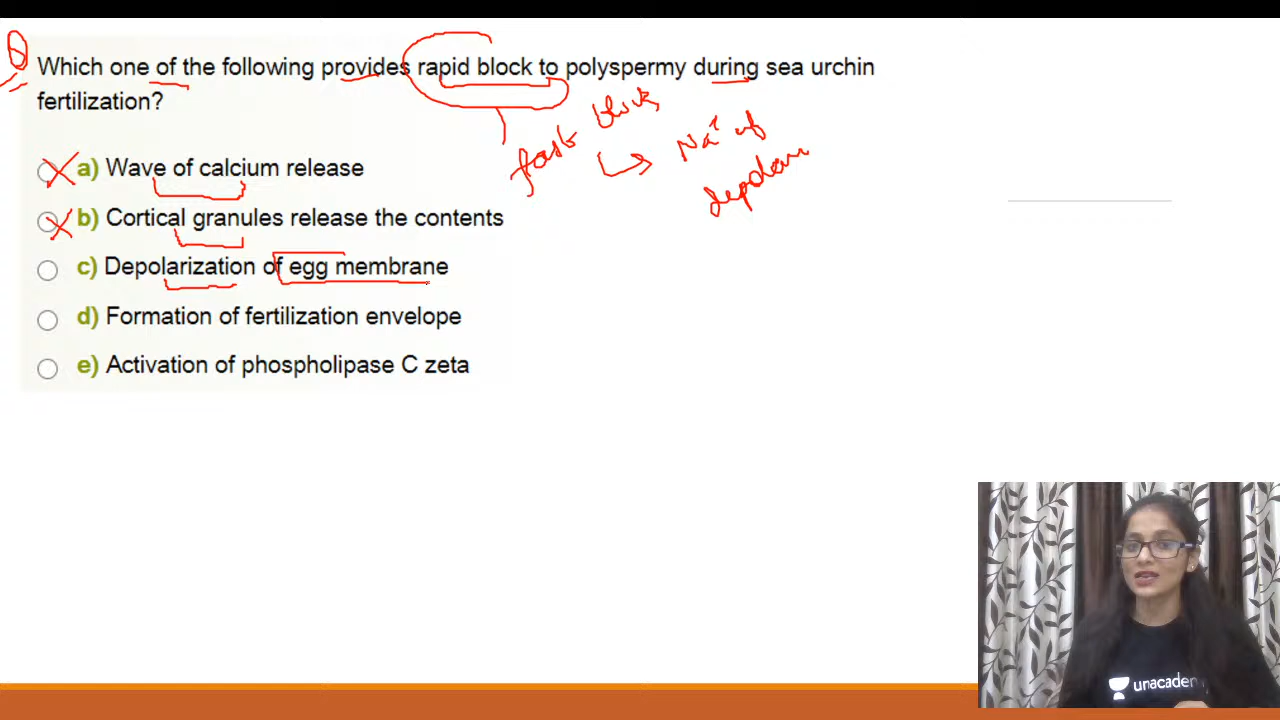 Q
Which one of the following provides rapid block to polyspermy during sea urchin
fertilization?
fast block
Na+ of
depolari
a) Wave of calcium release
b) Cortical granules release the contents
c) Depolarization of egg membrane
d) Formation of fertilization envelope
e) Activation of phospholipase C zeta
unacademy